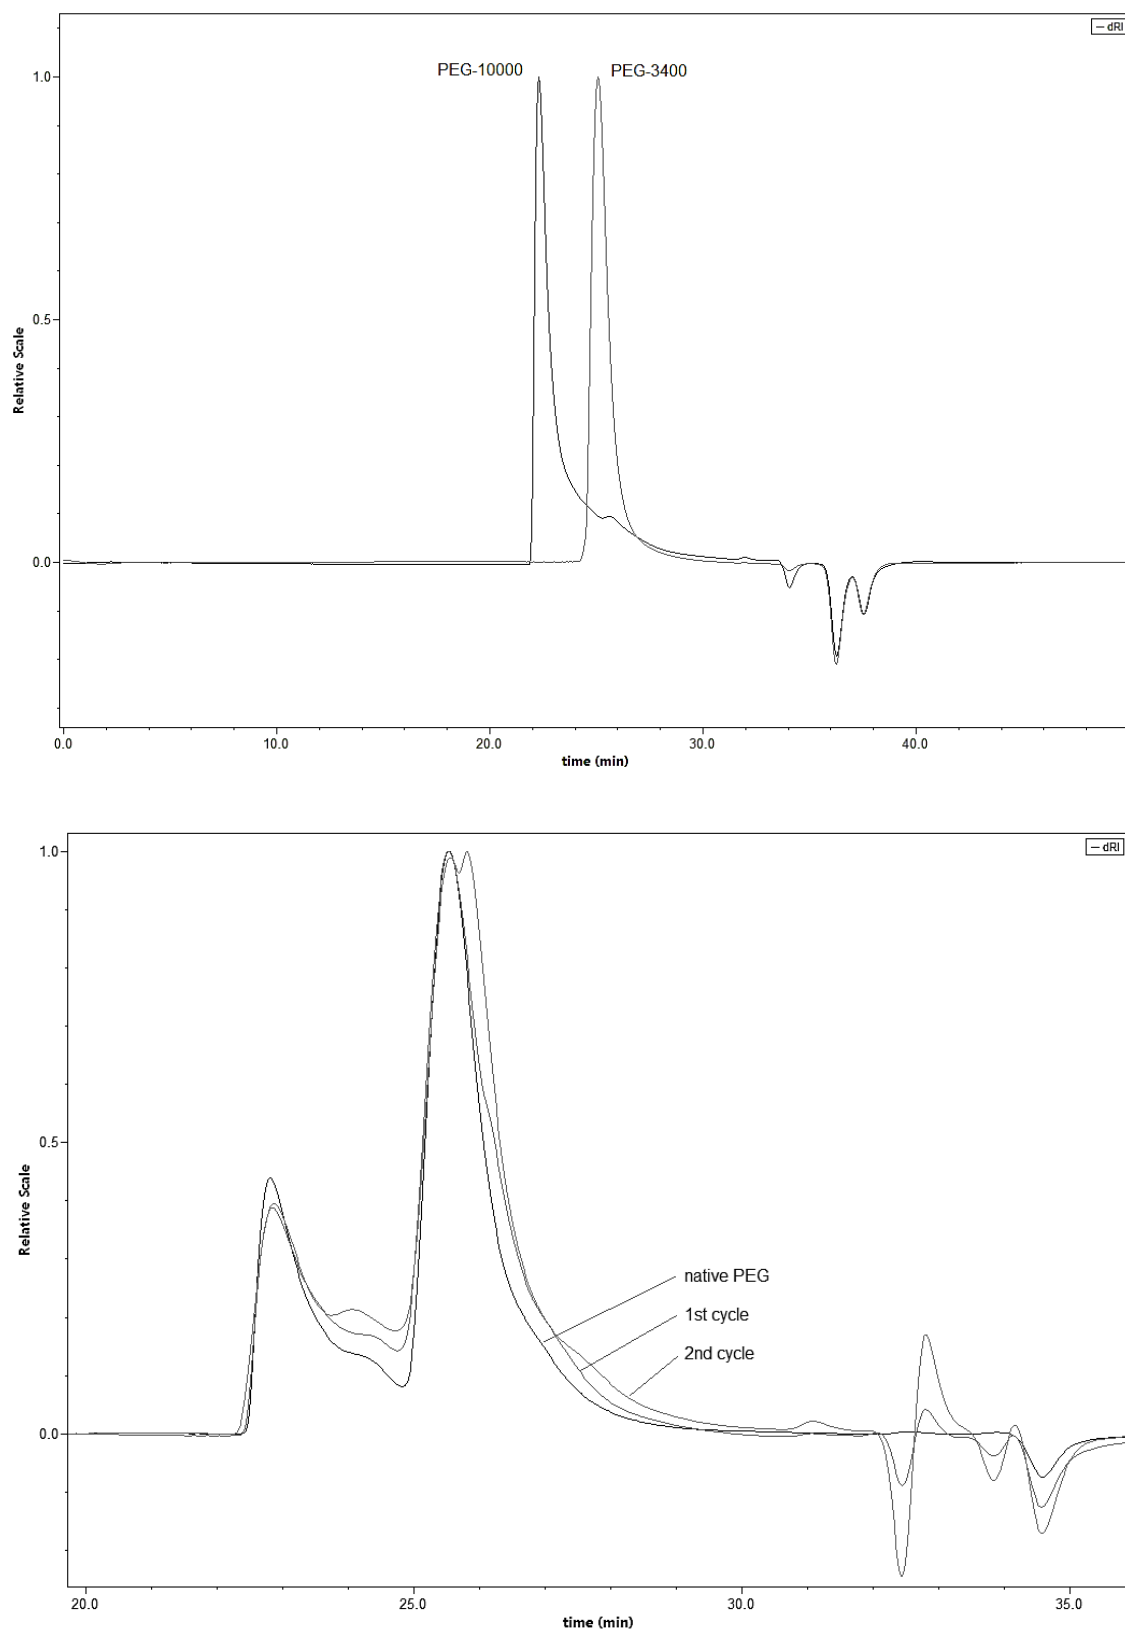 — dRI
PEG-10000
PEG-3400
1.0
0.5
0.0
Relative Scale
0.0
10.0
20.0
30.0
40.0
time (min)
— dRI
1.0
0.5
0.0
Relative Scale
native PEG
1st cycle
2nd cycle
20.0
25.0
30.0
35.0
time (min)